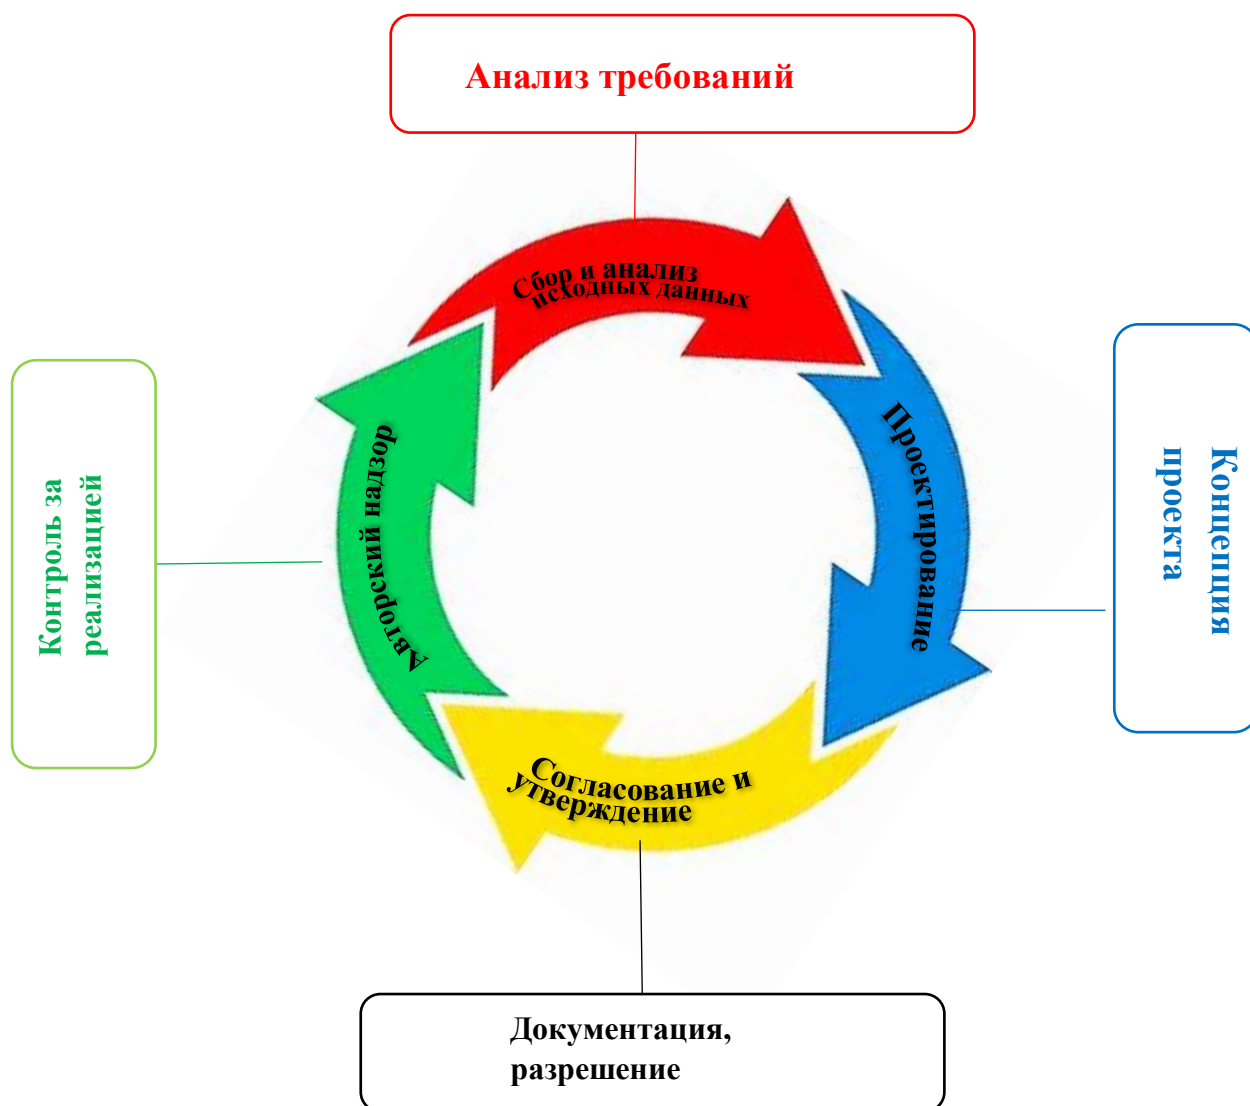 Анализ требований
Сбор и анализ
исходных данных
Проектирование
Концепция
проекта
Согласование и
утверждение
Документация,
разрешение
Авторский надзор
Контроль за
реализацией